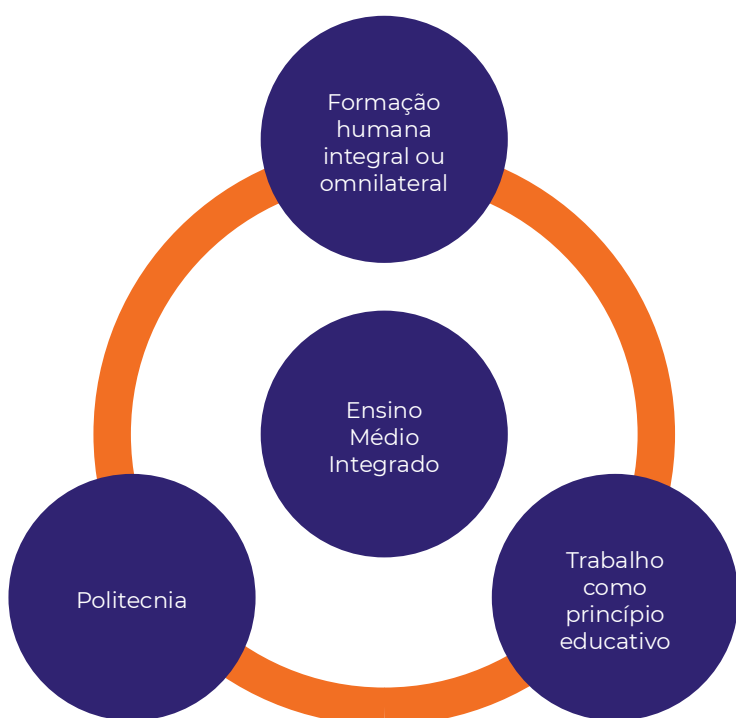 Formação
humana
integral ou
omnilateral
Ensino
Médio
Integrado
Politecnia
Trabalho
como
princípio
educativo